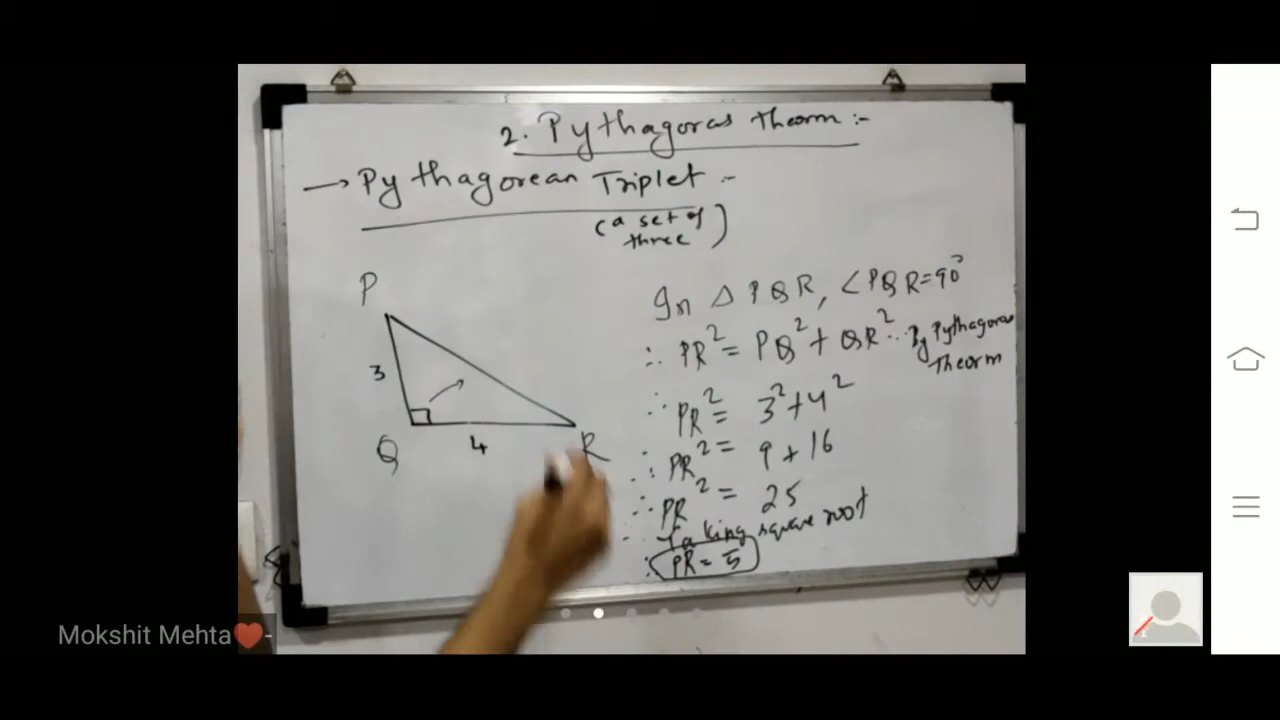 2. Pythagoras theorm :-
→ Pythagorean Triplet :-
(a set of
three)
P
3
Q
4
R
In △ PQR, ∠PQR=90°
∴ PR² = PQ² + QR² ... Py Pythagoras
theorm
∴ PR² = 3²+4²
∴ PR² = 9 + 16
∴ PR² = 25
Taking square root
∴ PR = 5
Mokshit Mehta❤️-